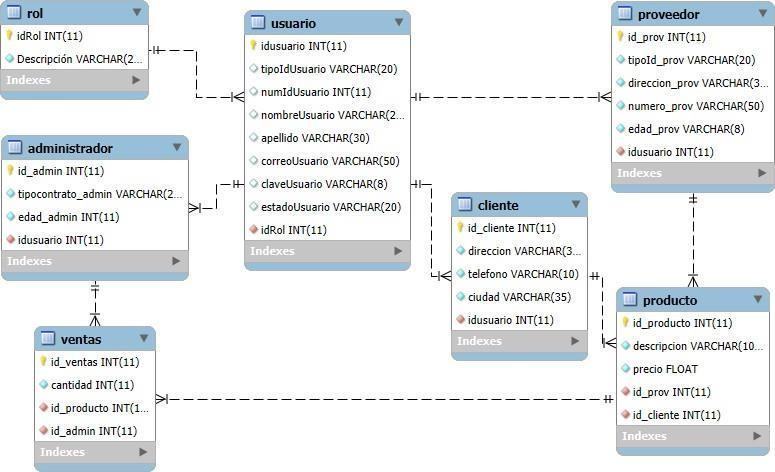 rol
idRol INT(11)
Descripción VARCHAR(2...
Indexes
usuario
idusuario INT(11)
tipoIdUsuario VARCHAR(20)
numIdUsuario INT(11)
nombreUsuario VARCHAR(2...
apellido VARCHAR(30)
correoUsuario VARCHAR(50)
claveUsuario VARCHAR(8)
estadoUsuario VARCHAR(20)
idRol INT(11)
Indexes
proveedor
id_prov INT(11)
tipoId_prov VARCHAR(20)
direccion_prov VARCHAR(3...
numero_prov VARCHAR(50)
edad_prov VARCHAR(8)
idusuario INT(11)
Indexes
administrador
id_admin INT(11)
tipocontrato_admin VARCHAR(2...
edad_admin INT(11)
idusuario INT(11)
Indexes
cliente
id_cliente INT(11)
direccion VARCHAR(3...
telefono VARCHAR(10)
ciudad VARCHAR(35)
idusuario INT(11)
Indexes
producto
id_producto INT(11)
descripcion VARCHAR(10...
precio FLOAT
id_prov INT(11)
id_cliente INT(11)
Indexes
ventas
id_ventas INT(11)
cantidad INT(11)
id_producto INT(1...
id_admin INT(11)
Indexes